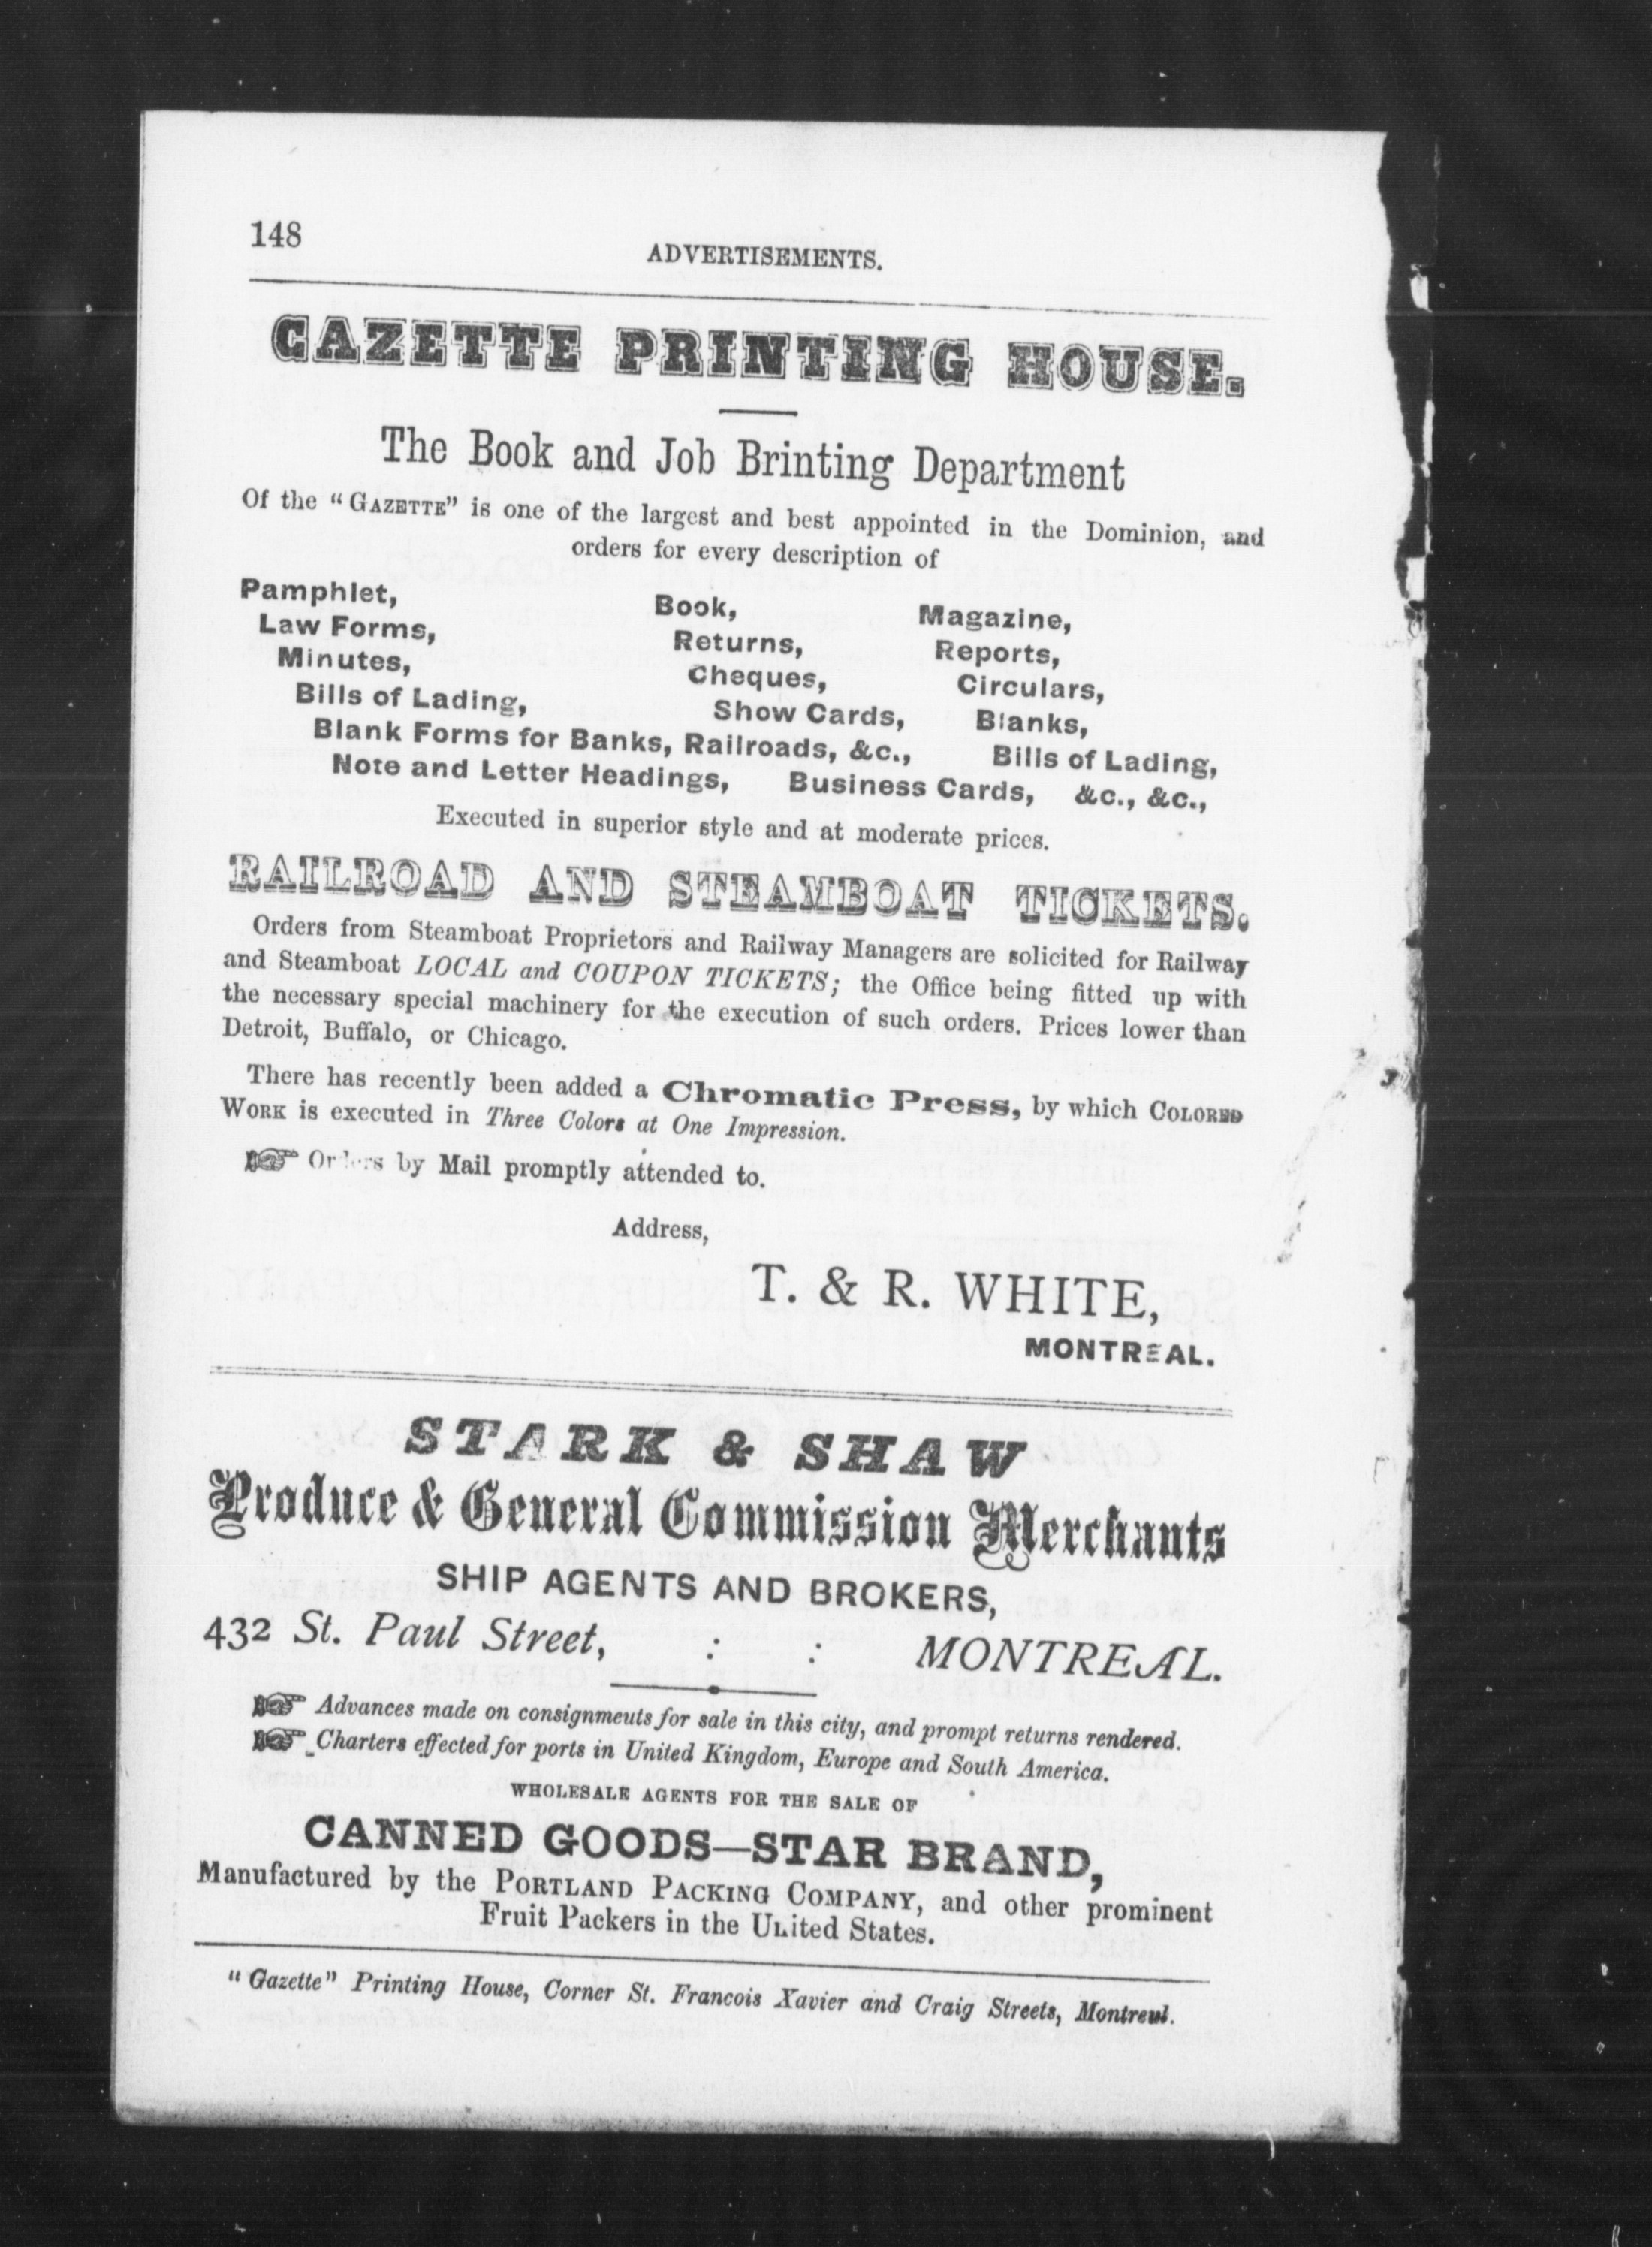 148
ADVERTISEMENTS.
GAZETTE PRINTING HOUSE.
The Book and Job Brinting Department
Of the "GAZETTE" is one of the largest and best appointed in the Dominion, and
orders for every description of
Pamphlet, Book, Magazine,
Law Forms, Returns, Reports,
Minutes, Cheques, Circulars,
Bills of Lading, Show Cards, Blanks,
Blank Forms for Banks, Railroads, &c., Bills of Lading,
Note and Letter Headings, Business Cards, &c., &c.,
Executed in superior style and at moderate prices.
RAILROAD AND STEAMBOAT TICKETS.
Orders from Steamboat Proprietors and Railway Managers are solicited for Railway
and Steamboat LOCAL and COUPON TICKETS; the Office being fitted up with
the necessary special machinery for the execution of such orders. Prices lower than
Detroit, Buffalo, or Chicago.
There has recently been added a Chromatic Press, by which COLORED
WORK is executed in Three Colors at One Impression.
☞ Orders by Mail promptly attended to.
Address,
T. & R. WHITE,
MONTREAL.
STARK & SHAW
Produce & General Commission Merchants
SHIP AGENTS AND BROKERS,
432 St. Paul Street, : : MONTREAL.
☞ Advances made on consignmeuts for sale in this city, and prompt returns rendered.
☞ Charters effected for ports in United Kingdom, Europe and South America.
WHOLESALE AGENTS FOR THE SALE OF
CANNED GOODS—STAR BRAND,
Manufactured by the PORTLAND PACKING COMPANY, and other prominent
Fruit Packers in the United States.
"Gazette" Printing House, Corner St. Francois Xavier and Craig Streets, Montreal.